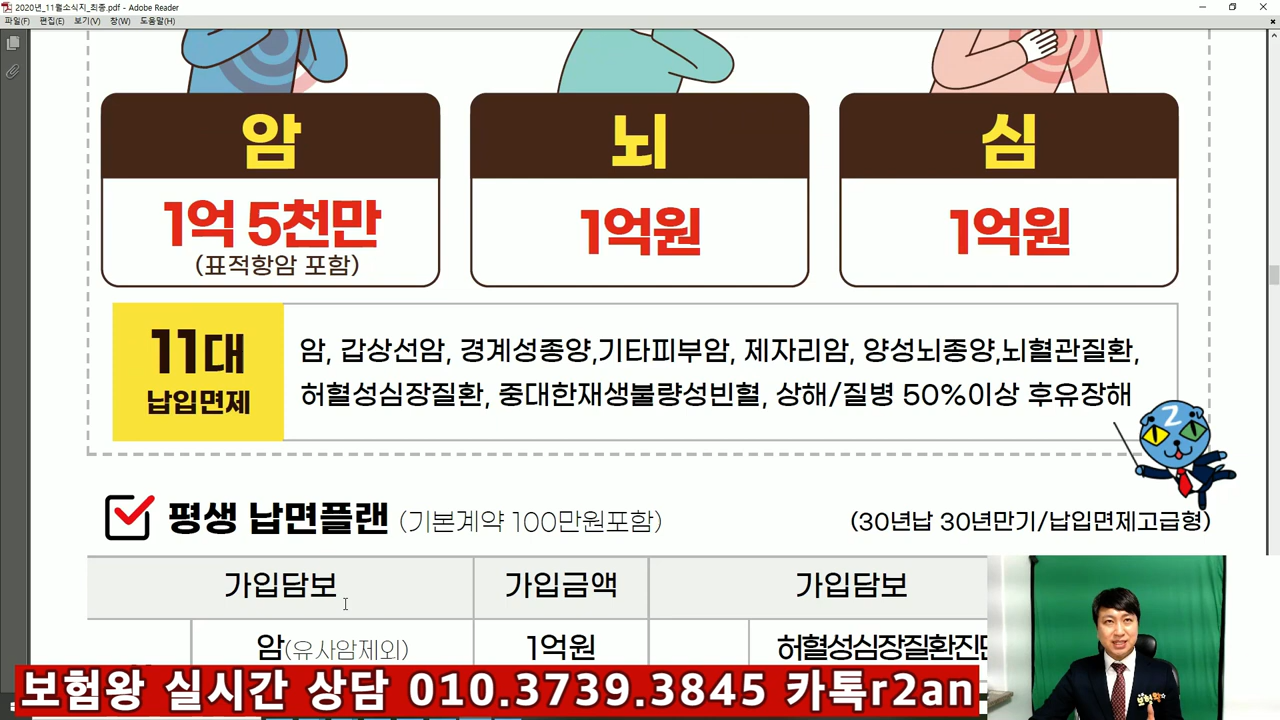 2020년_11월소식지_최종.pdf - Adobe Reader
파일(F) 편집(E) 보기(V) 창(W) 도움말(H)
암 뇌 심
1억 5천만 1억원 1억원
(표적항암 포함)
11대
납입면제
암, 갑상선암, 경계성종양,기타피부암, 제자리암, 양성뇌종양,뇌혈관질환,
허혈성심장질환, 중대한재생불량성빈혈, 상해/질병 50%이상 후유장해
Z
평생 납면플랜 (기본계약 100만원포함) (30년납 30년만기/납입면제고급형)
가입담보 가입금액 가입담보
암(유사암제외) 1억원 허혈성심장질환진단
보험왕 실시간 상담 010.3739.3845 카톡r2an
보험왕